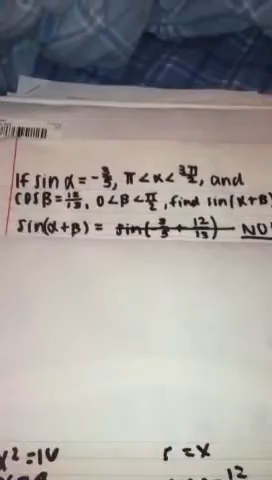 If sin α = -3/5, π < α < 3π/2, and
cos β = 12/13, 0 < β < π/2, find sin(α+β)
sin(α+β) = sin(3/5 + 12/13) NO
x² = 16 r = x
12